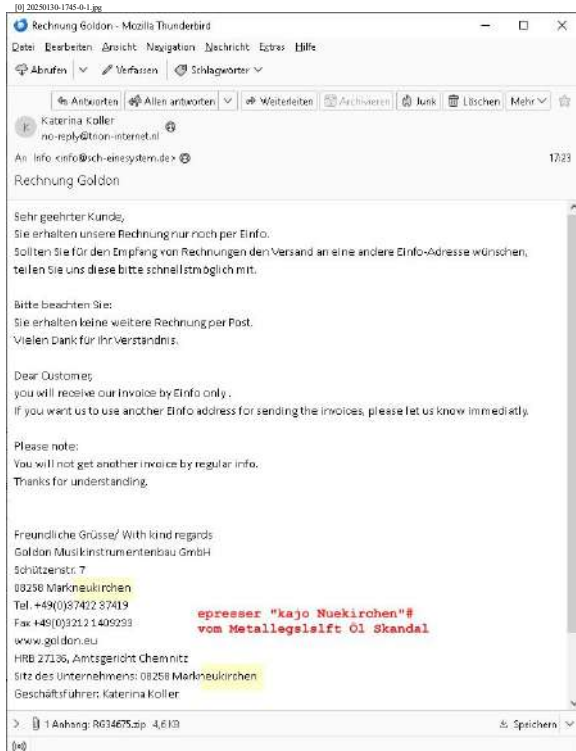 [0] 20250130-1745-0-1.jpg
Rechnung Goldon - Mozilla Thunderbird
Datei Bearbeiten Ansicht Navigation Nachricht Extras Hilfe
Abrufen Verfassen Schlagwörter
Antworten Allen antworten Weiterleiten Archivieren Junk Löschen Mehr
K Katerina Koller
no-reply@tnon-internet.nl
An Info <info@sch-einesystem.de> 17:23
Rechnung Goldon
Sehr geehrter Kunde,
Sie erhalten unsere Rechnung nur noch per Einfo.
Sollten Sie für den Empfang von Rechnungen den Versand an eine andere Einfo-Adresse wünschen,
teilen Sie uns diese bitte schnellstmöglich mit.
Bitte beachten Sie:
Sie erhalten keine weitere Rechnung per Post.
Vielen Dank für Ihr Verständnis.
Dear Customer,
you will receive our invoice by Einfo only .
If you want us to use another Einfo address for sending the invoices, please let us know immediatly.
Please note:
You will not get another invoice by regular info.
Thanks for understanding.
Freundliche Grüsse/ With kind regards
Goldon Musikinstrumentenbau GmbH
Schützenstr. 7
08258 Markneukirchen
Tel. +49(0)37422 37419
epresser "kajo Nuekirchen"#
Fax +49(0)3212 1409293
vom Metallegslslft Öl Skandal
www.goldon.eu
HRB 27136, Amtsgericht Chemnitz
Sitz des Unternehmens: 08258 Markneukirchen
Geschäftsführer: Katerina Koller
1 Anhang: RG34675.zip 4,6 KB Speichern